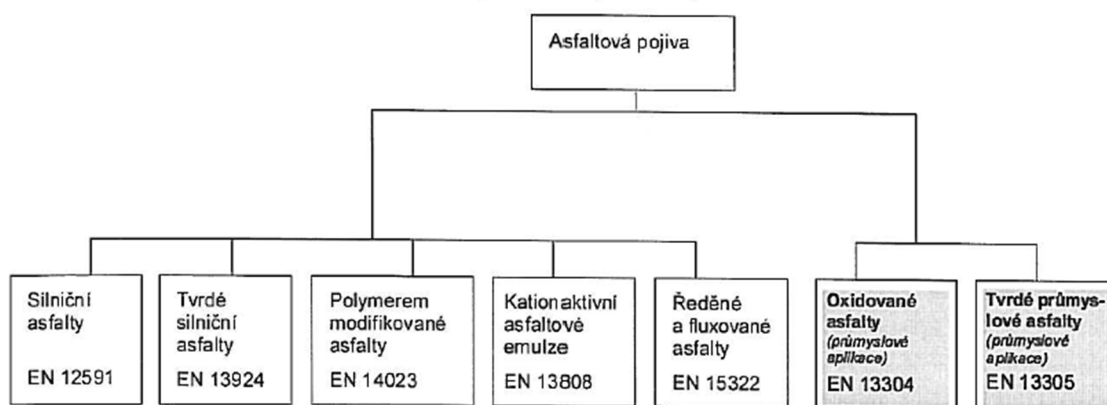 Asfaltová pojiva
Silniční
asfalty
EN 12591
Tvrdé
silniční
asfalty
EN 13924
Polymerem
modifikované
asfalty
EN 14023
Kationaktivní
asfaltové
emulze
EN 13808
Ředěné
a fluxované
asfalty
EN 15322
Oxidované
asfalty
(průmyslové
aplikace)
EN 13304
Tvrdé průmys-
lové asfalty
(průmyslové
aplikace)
EN 13305